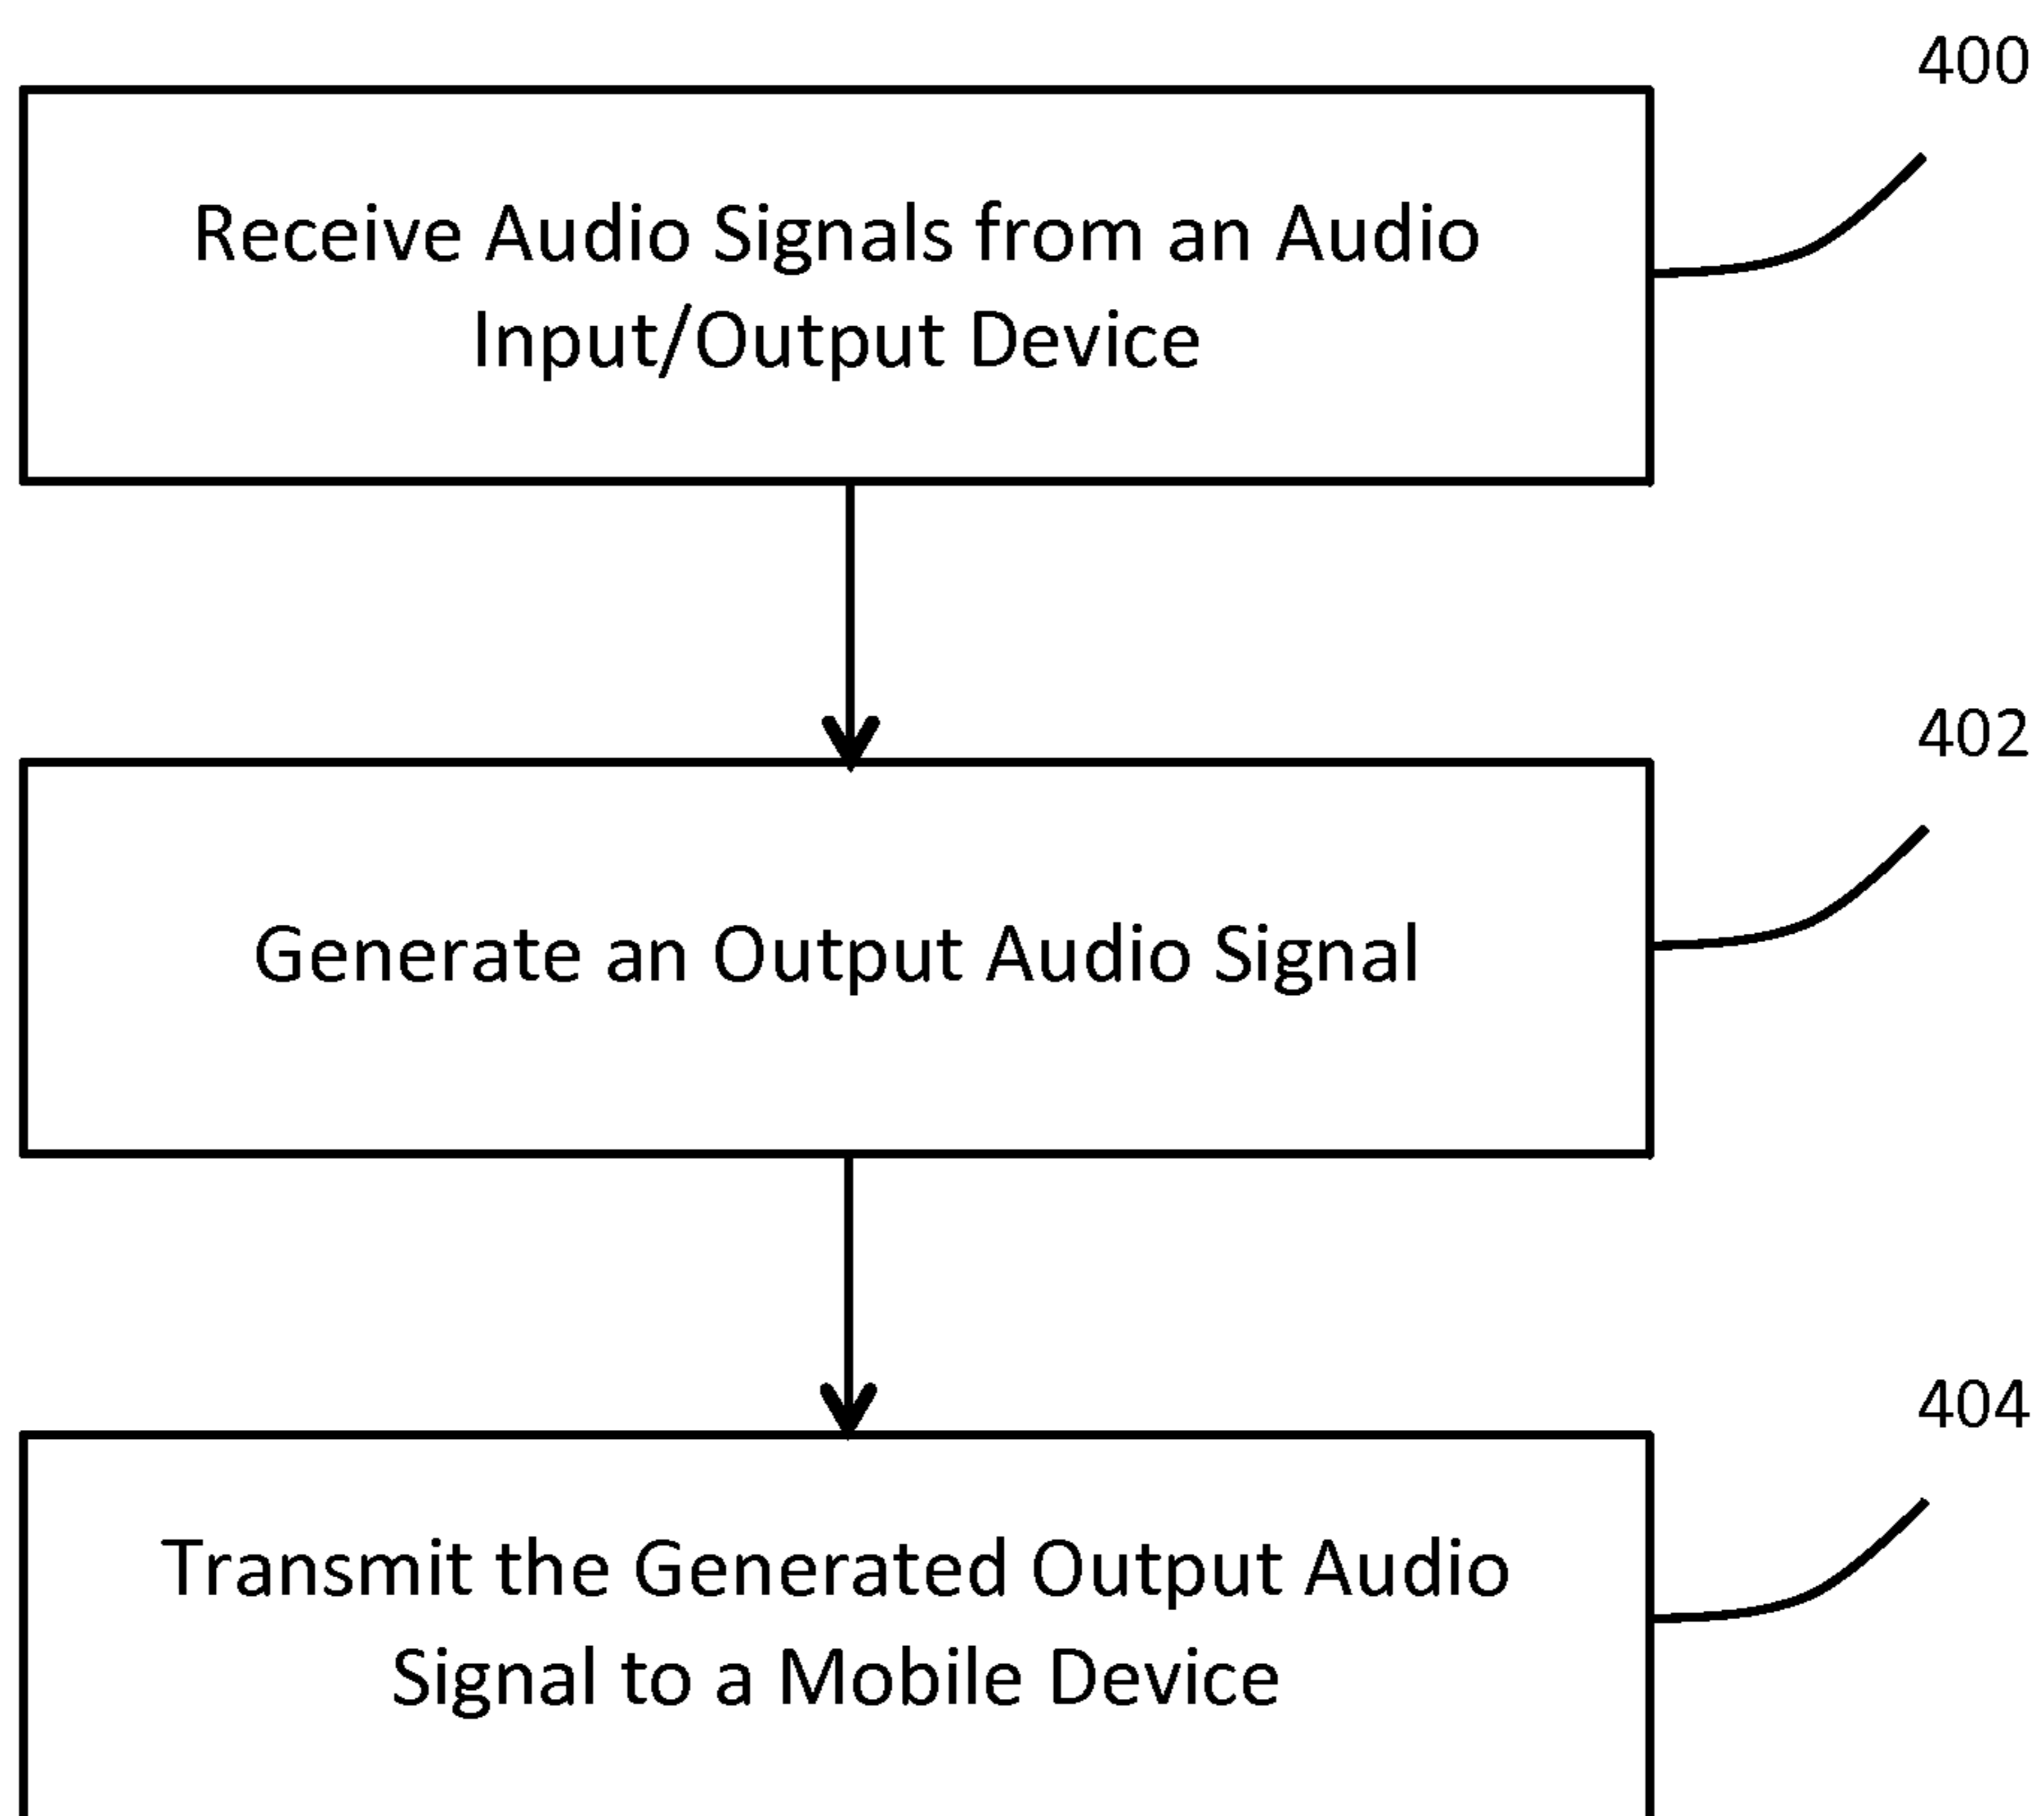 400
Receive Audio Signals from an Audio
Input/Output Device
402
Generate an Output Audio Signal
404
Transmit the Generated Output Audio
Signal to a Mobile Device